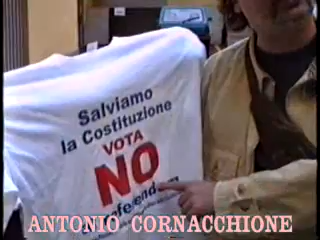 Salviamo
la Costituzione
VOTA
NO
ANTONIO CORNACCHIONE